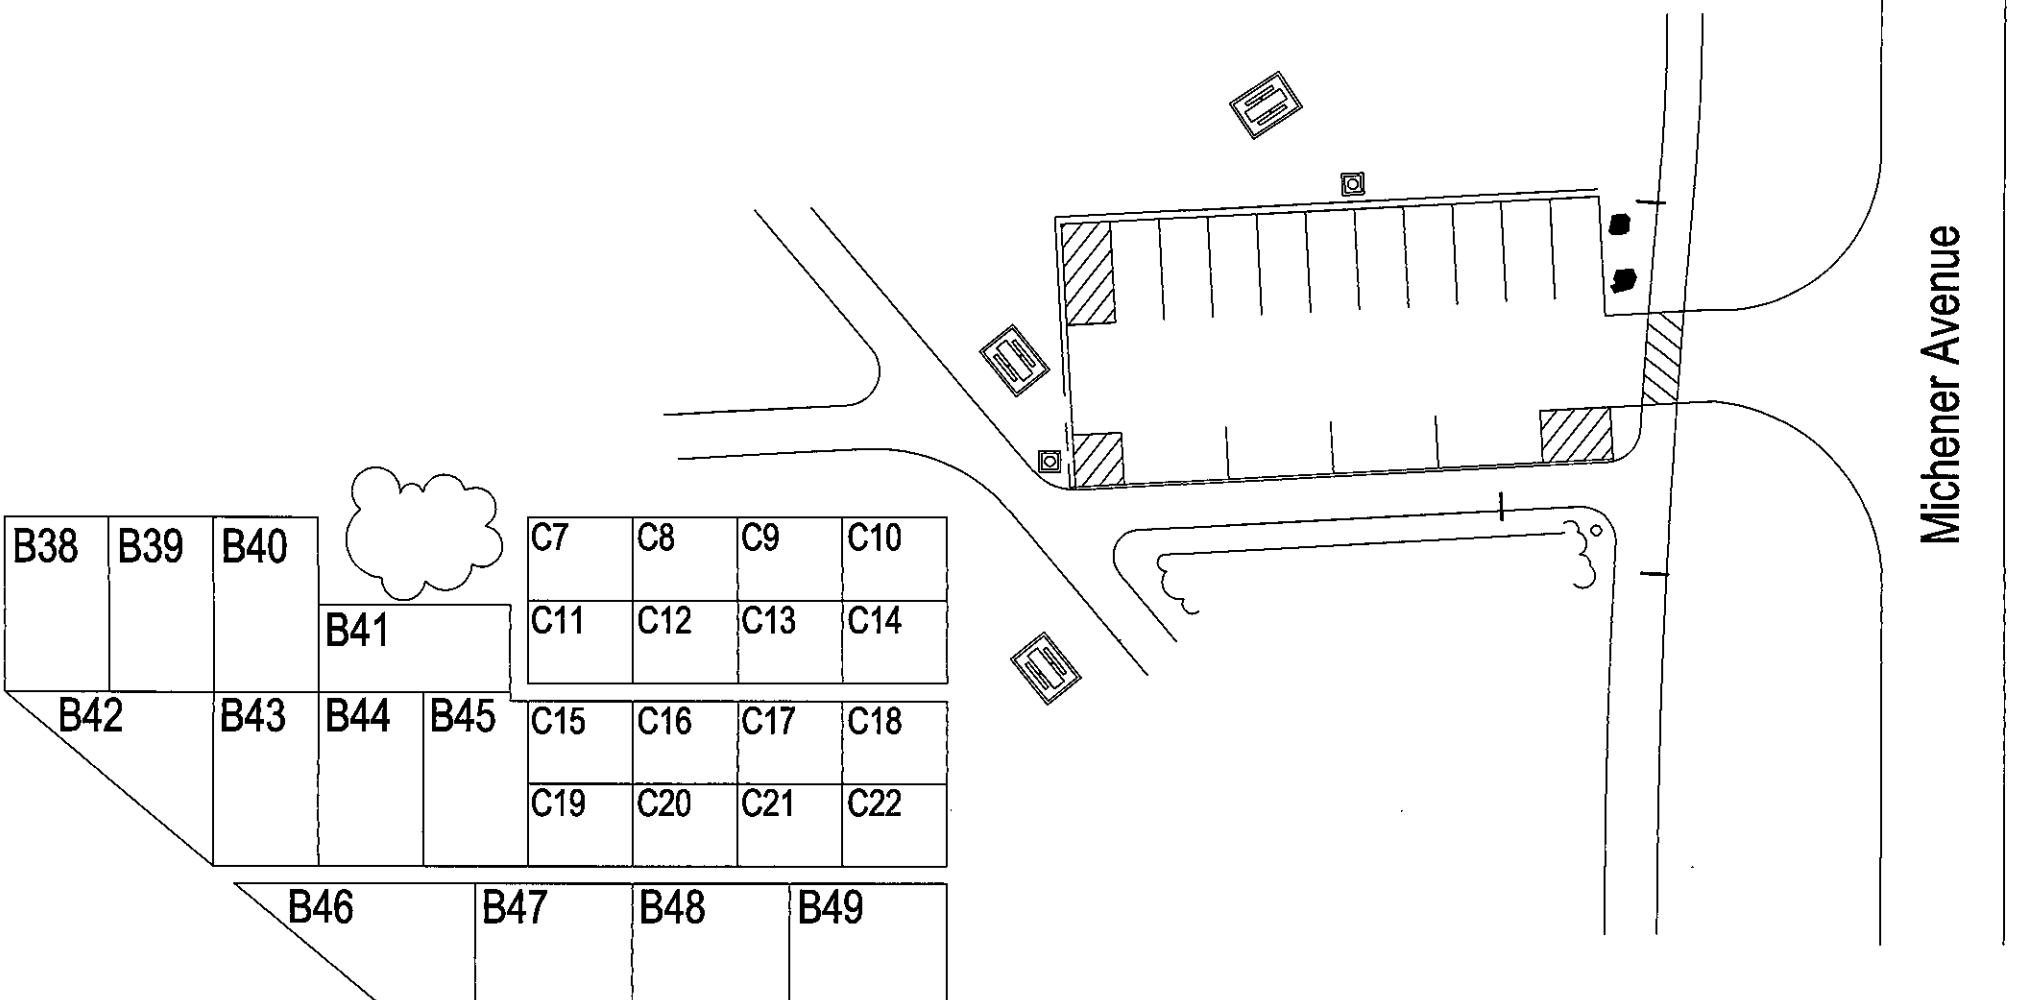 Michener Avenue
B38 B39 B40
C7 C8 C9 C10
B41
C11 C12 C13 C14
B42 B43 B44 B45
C15 C16 C17 C18
C19 C20 C21 C22
B46 B47 B48 B49